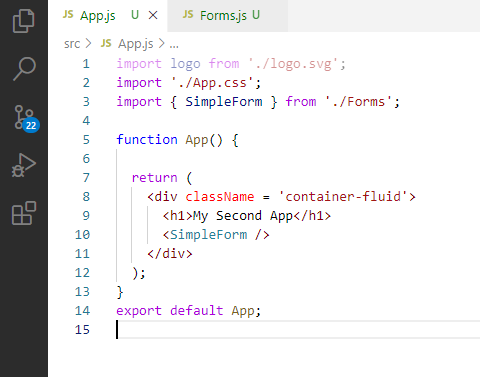 JS App.js U × JS Forms.js U
src > JS App.js > ...
1 import logo from './logo.svg';
2 import './App.css';
3 import { SimpleForm } from './Forms';
4
5 function App() {
6
7 return (
8 <div className = 'container-fluid'>
9 <h1>My Second App</h1>
10 <SimpleForm />
11 </div>
12 );
13 }
14 export default App;
15
22